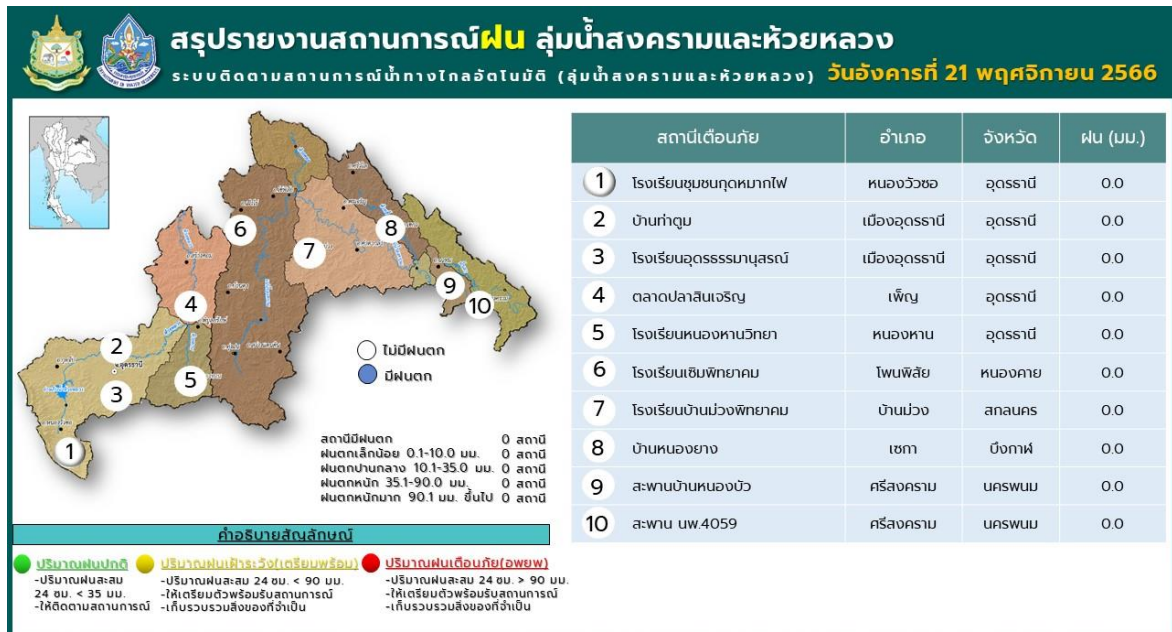 สรุปรายงานสถานการณ์ฝน ลุ่มน้ำสงครามและห้วยหลวง
ระบบติดตามสถานการณ์น้ำทางไกลอัตโนมัติ (ลุ่มน้ำสงครามและห้วยหลวง) วันอังคารที่ 21 พฤศจิกายน 2566
สถานีเตือนภัย อำเภอ จังหวัด ฝน (มม.)
1 โรงเรียนชุมชนกุดหมากไฟ หนองวัวซอ อุดรธานี 0.0
2 บ้านท่าตูม เมืองอุดรธานี อุดรธานี 0.0
3 โรงเรียนอุดรธรรมานุสรณ์ เมืองอุดรธานี อุดรธานี 0.0
4 ตลาดปลาสินเจริญ เพ็ญ อุดรธานี 0.0
5 โรงเรียนหนองหานวิทยา หนองหาน อุดรธานี 0.0
6 โรงเรียนเซิมพิทยาคม โพนพิสัย หนองคาย 0.0
7 โรงเรียนบ้านม่วงพิทยาคม บ้านม่วง สกลนคร 0.0
8 บ้านหนองยาง เซกา บึงกาฬ 0.0
9 สะพานบ้านหนองบัว ศรีสงคราม นครพนม 0.0
10 สะพาน นพ.4059 ศรีสงคราม นครพนม 0.0
6
8
7
9
10
4
2
5
3
1
อุดรธานี
ไม่มีฝนตก
มีฝนตก
สถานีมีฝนตก 0 สถานี
ฝนตกเล็กน้อย 0.1-10.0 มม. 0 สถานี
ฝนตกปานกลาง 10.1-35.0 มม. 0 สถานี
ฝนตกหนัก 35.1-90.0 มม. 0 สถานี
ฝนตกหนักมาก 90.1 มม. ขึ้นไป 0 สถานี
คำอธิบายสัญลักษณ์
ปริมาณฝนปกติ
-ปริมาณฝนสะสม
24 ชม. < 35 มม.
-ให้ติดตามสถานการณ์
ปริมาณฝนเฝ้าระวัง(เตรียมพร้อม)
-ปริมาณฝนสะสม 24 ชม. < 90 มม.
-ให้เตรียมตัวพร้อมรับสถานการณ์
-เก็บรวบรวมสิ่งของที่จำเป็น
ปริมาณฝนเตือนภัย(อพยพ)
-ปริมาณฝนสะสม 24 ชม. > 90 มม.
-ให้เตรียมตัวพร้อมรับสถานการณ์
-เก็บรวบรวมสิ่งของที่จำเป็น